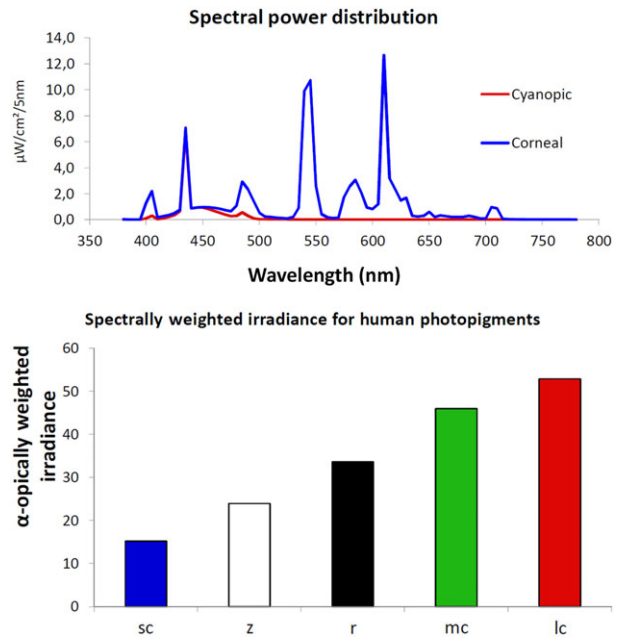 Spectral power distribution
14,0
12,0
10,0
8,0
6,0
4,0
2,0
0,0
µW/cm²/5nm
Cyanopic
Corneal
350 400 450 500 550 600 650 700 750 800
Wavelength (nm)
Spectrally weighted irradiance for human photopigments
60
50
40
30
20
10
0
α-opically weighted
irradiance
sc z r mc lc